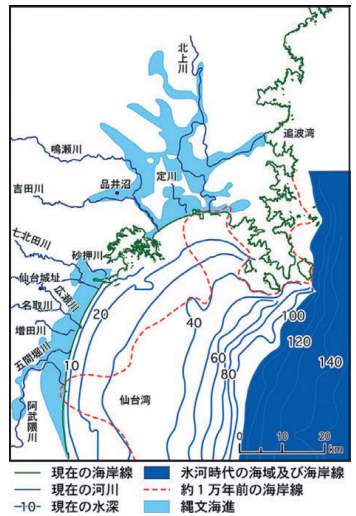 北上川
追波湾
鳴瀬川
品井沼
定川
吉田川
七北田川
砂押川
仙台城址
広瀬川
名取川
増田川
五間堀川
阿武隈川
仙台湾
10
20
40
60
80
100
120
140
0
10
20
km
現在の海岸線
現在の河川
-10- 現在の水深
氷河時代の海域及び海岸線
約1万年前の海岸線
縄文海進